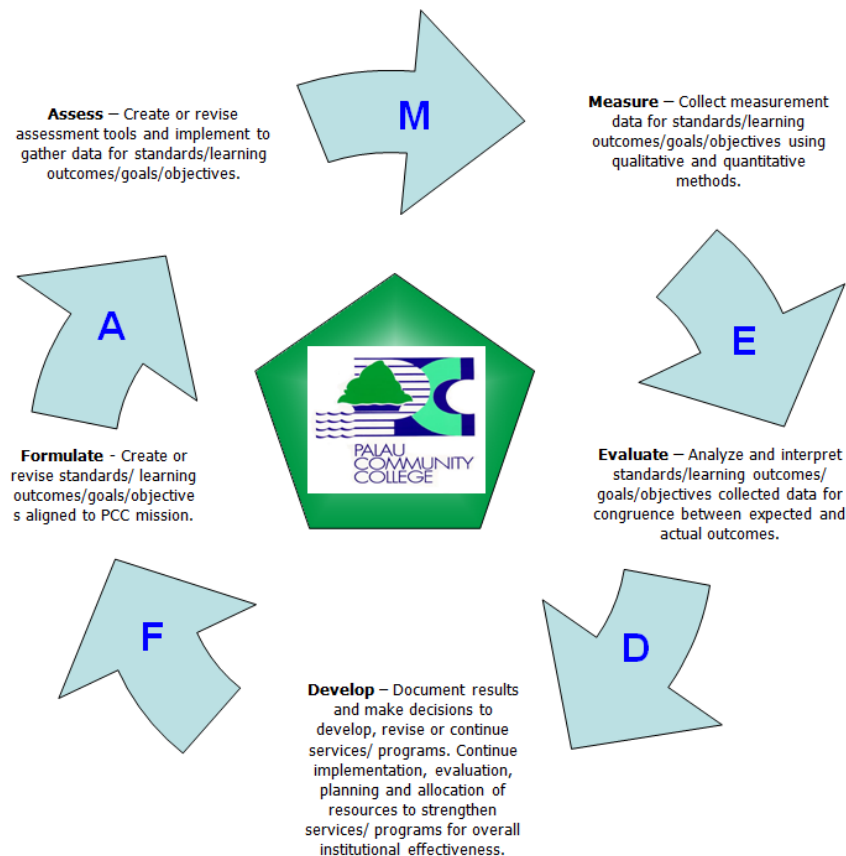 M
Assess – Create or revise
assessment tools and implement to
gather data for standards/learning
outcomes/goals/objectives.
Measure – Collect measurement
data for standards/learning
outcomes/goals/objectives using
qualitative and quantitative
methods.
A
E
PALAU
COMMUNITY
COLLEGE
Formulate - Create or
revise standards/ learning
outcomes/goals/objective
s aligned to PCC mission.
Evaluate – Analyze and interpret
standards/learning outcomes/
goals/objectives collected data for
congruence between expected and
actual outcomes.
F
D
Develop – Document results
and make decisions to
develop, revise or continue
services/ programs. Continue
implementation, evaluation,
planning and allocation of
resources to strengthen
services/ programs for overall
institutional effectiveness.